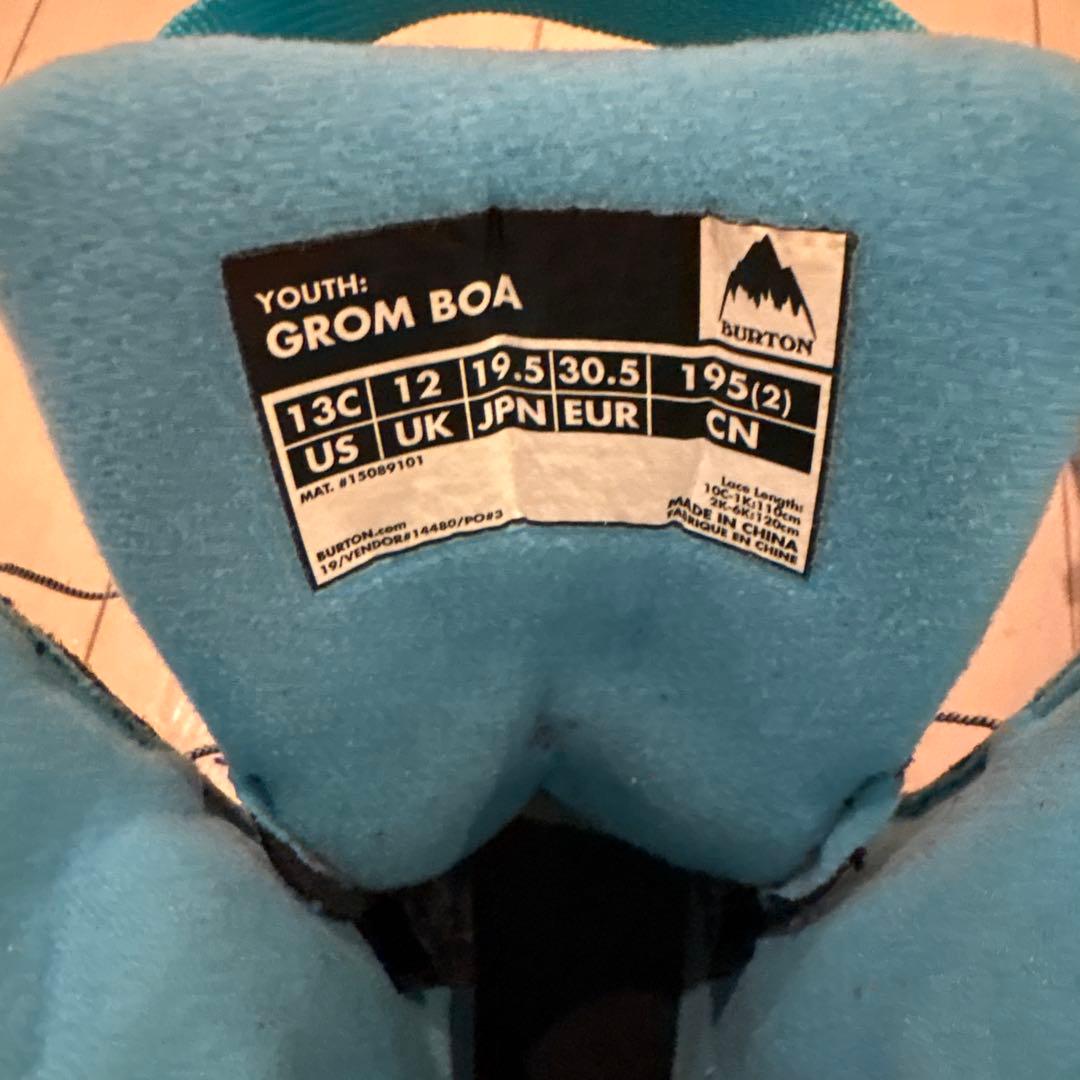 YOUTH:
GROM BOA
BURTON
13C 12 19.5 30.5 195(2)
US UK JPN EUR CN
MAT. #15089101
BURTON.com
19/VENDOR#14480/PO#3
Lace Length:
10C-1K:110cm
2K-6K:120cm
MADE IN CHINA
FABRIQUE EN CHINE